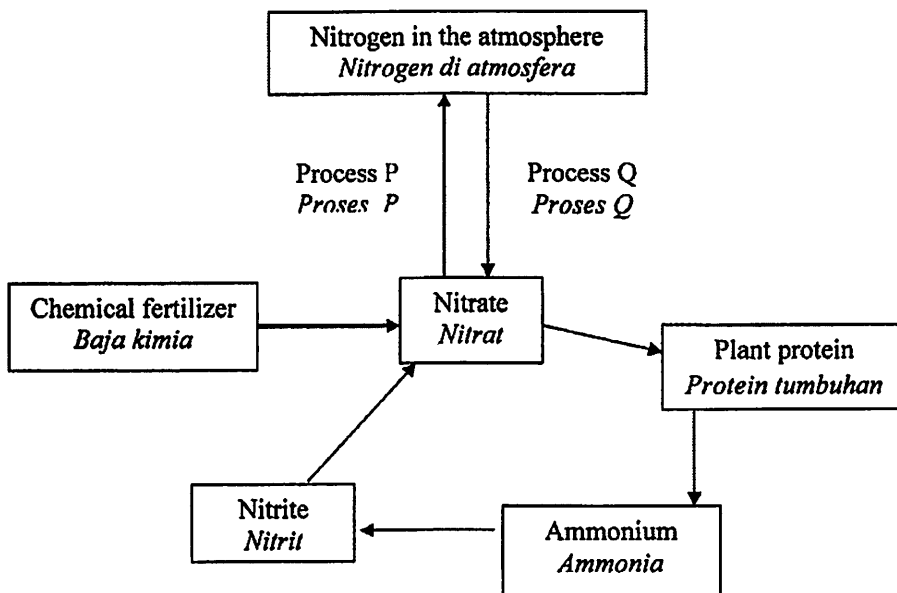 Nitrogen in the atmosphere
Nitrogen di atmosfera
Process P
Proses P
Process Q
Proses Q
Chemical fertilizer
Baja kimia
Nitrate
Nitrat
Plant protein
Protein tumbuhan
Nitrite
Nitrit
Ammonium
Ammonia